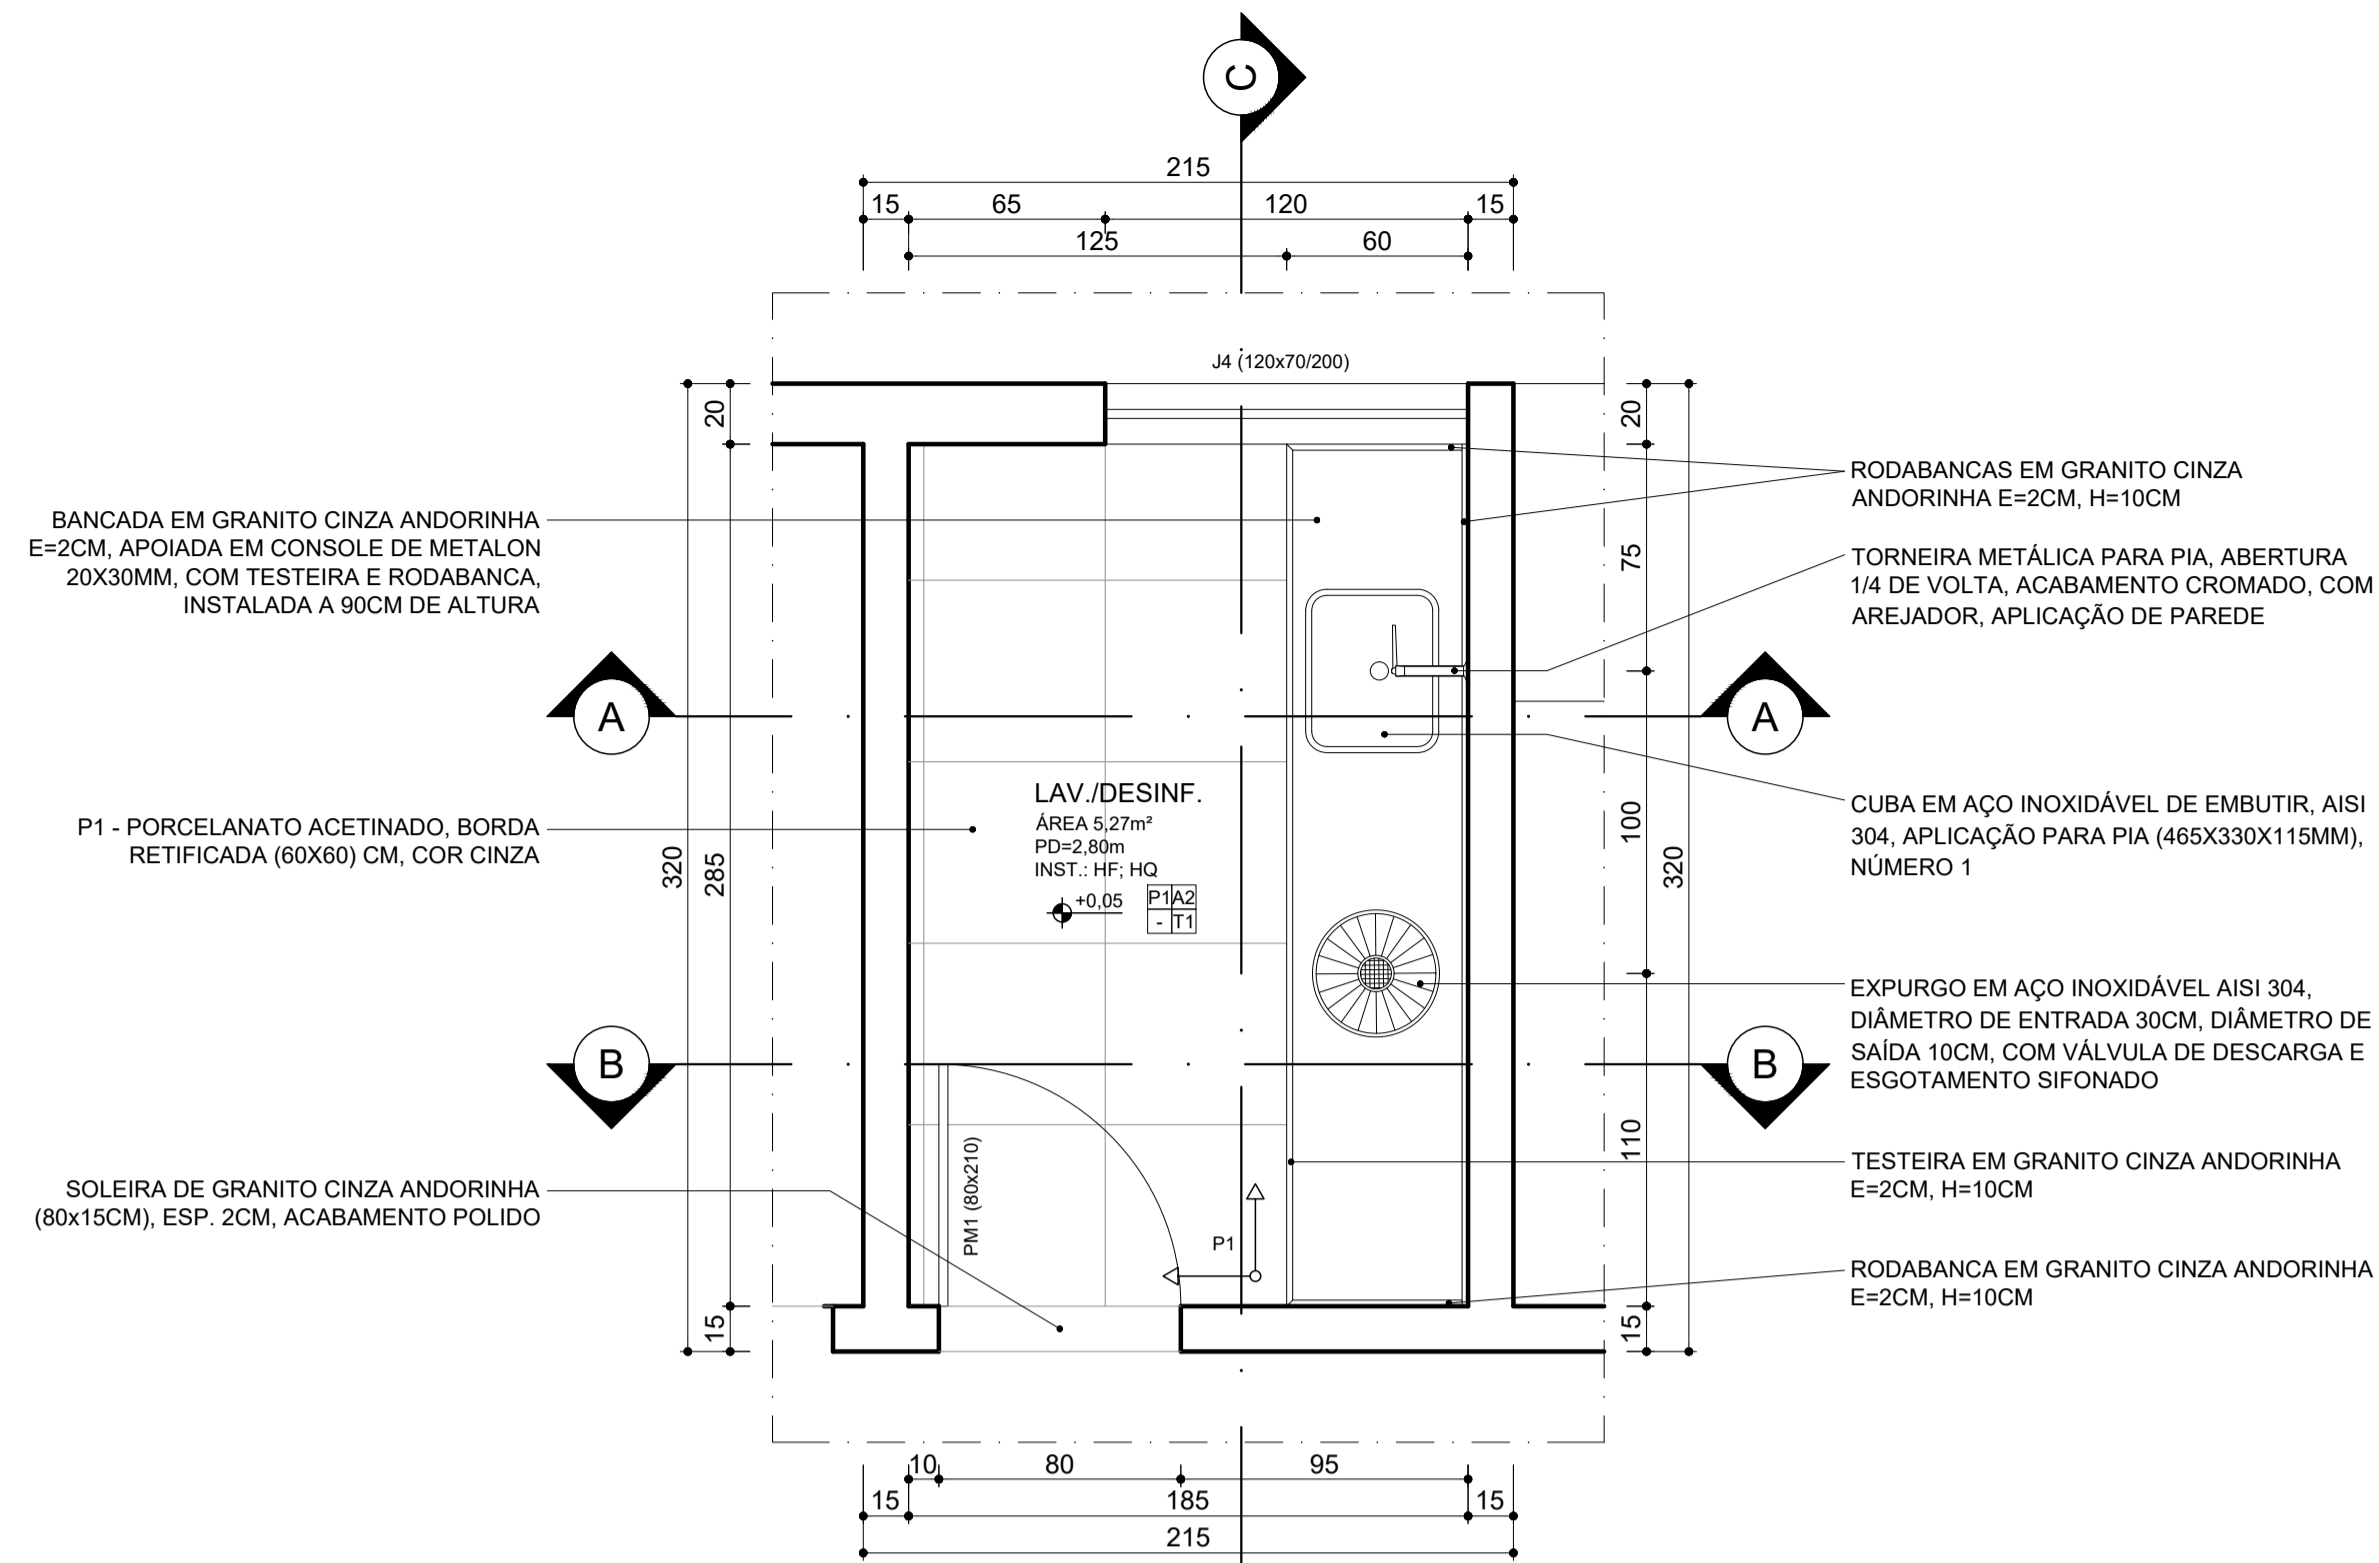 C
215
15 65 120 15
125 60
J4 (120x70/200)
20
20
RODABANCAS EM GRANITO CINZA
ANDORINHA E=2CM, H=10CM
BANCADA EM GRANITO CINZA ANDORINHA
E=2CM, APOIADA EM CONSOLE DE METALON
20X30MM, COM TESTEIRA E RODABANCA,
INSTALADA A 90CM DE ALTURA
75
TORNEIRA METÁLICA PARA PIA, ABERTURA
1/4 DE VOLTA, ACABAMENTO CROMADO, COM
AREJADOR, APLICAÇÃO DE PAREDE
A
A
LAV./DESINF.
ÁREA 5,27m²
PD=2,80m
INST.: HF; HQ
+0,05
P1 A2
- T1
P1 - PORCELANATO ACETINADO, BORDA
RETIFICADA (60X60) CM, COR CINZA
320
285
100
320
CUBA EM AÇO INOXIDÁVEL DE EMBUTIR, AISI
304, APLICAÇÃO PARA PIA (465X330X115MM),
NÚMERO 1
EXPURGO EM AÇO INOXIDÁVEL AISI 304,
DIÂMETRO DE ENTRADA 30CM, DIÂMETRO DE
SAÍDA 10CM, COM VÁLVULA DE DESCARGA E
ESGOTAMENTO SIFONADO
B
B
110
PM1 (80x210)
TESTEIRA EM GRANITO CINZA ANDORINHA
E=2CM, H=10CM
SOLEIRA DE GRANITO CINZA ANDORINHA
(80x15CM), ESP. 2CM, ACABAMENTO POLIDO
P1
RODABANCA EM GRANITO CINZA ANDORINHA
E=2CM, H=10CM
15
15
10 80 95
15 185 15
215